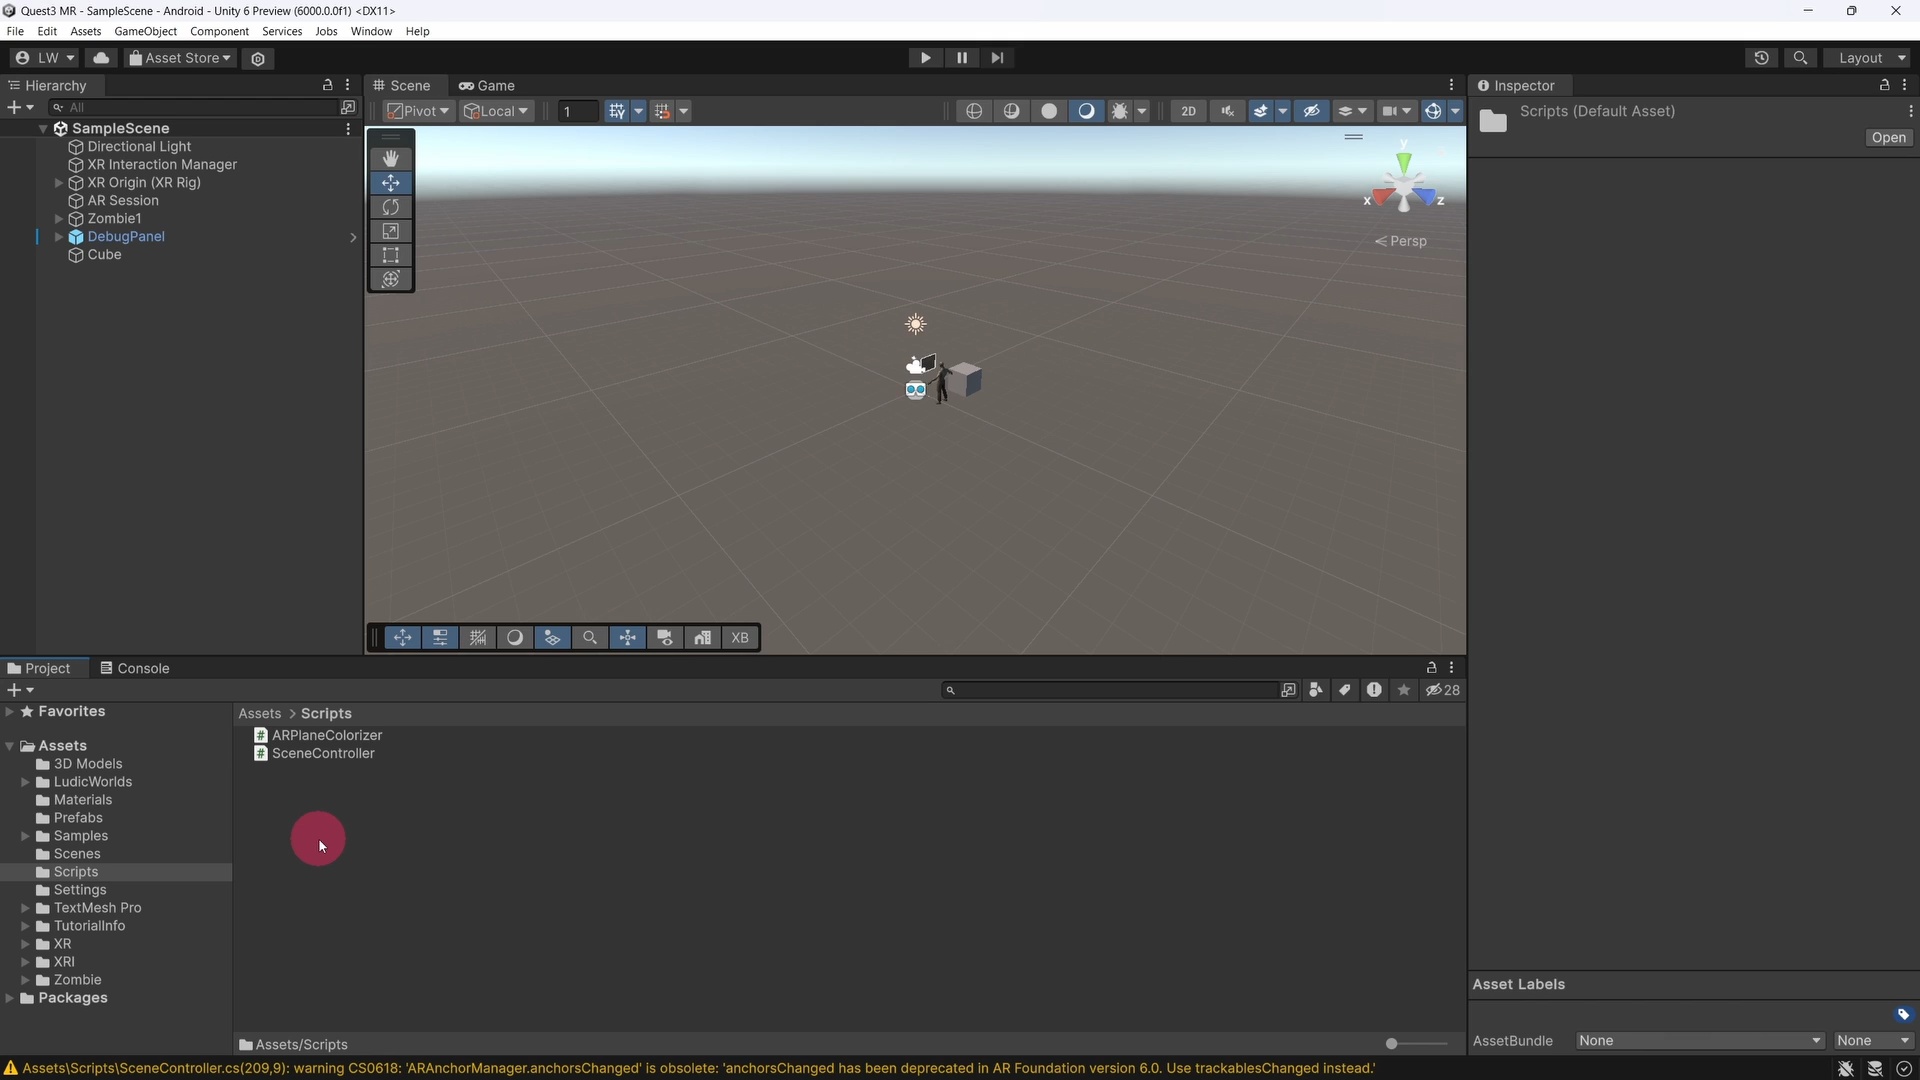 Quest3 MR - SampleScene - Android - Unity 6 Preview (6000.0.0f1) <DX11>
File Edit Assets GameObject Component Services Jobs Window Help
LW Asset Store Layout
Hierarchy
All
SampleScene
Directional Light
XR Interaction Manager
XR Origin (XR Rig)
AR Session
Zombie1
DebugPanel
Cube
Scene Game
Pivot Local 1 2D
y
x z
Persp
XB
Inspector
Scripts (Default Asset)
Open
Project Console
28
Favorites
Assets
3D Models
LudicWorlds
Materials
Prefabs
Samples
Scenes
Scripts
Settings
TextMesh Pro
TutorialInfo
XR
XRI
Zombie
Packages
Assets > Scripts
ARPlaneColorizer
SceneController
Assets/Scripts
Asset Labels
AssetBundle None None
Assets\Scripts\SceneController.cs(209,9): warning CS0618: 'ARAnchorManager.anchorsChanged' is obsolete: 'anchorsChanged has been deprecated in AR Foundation version 6.0. Use trackablesChanged instead.'